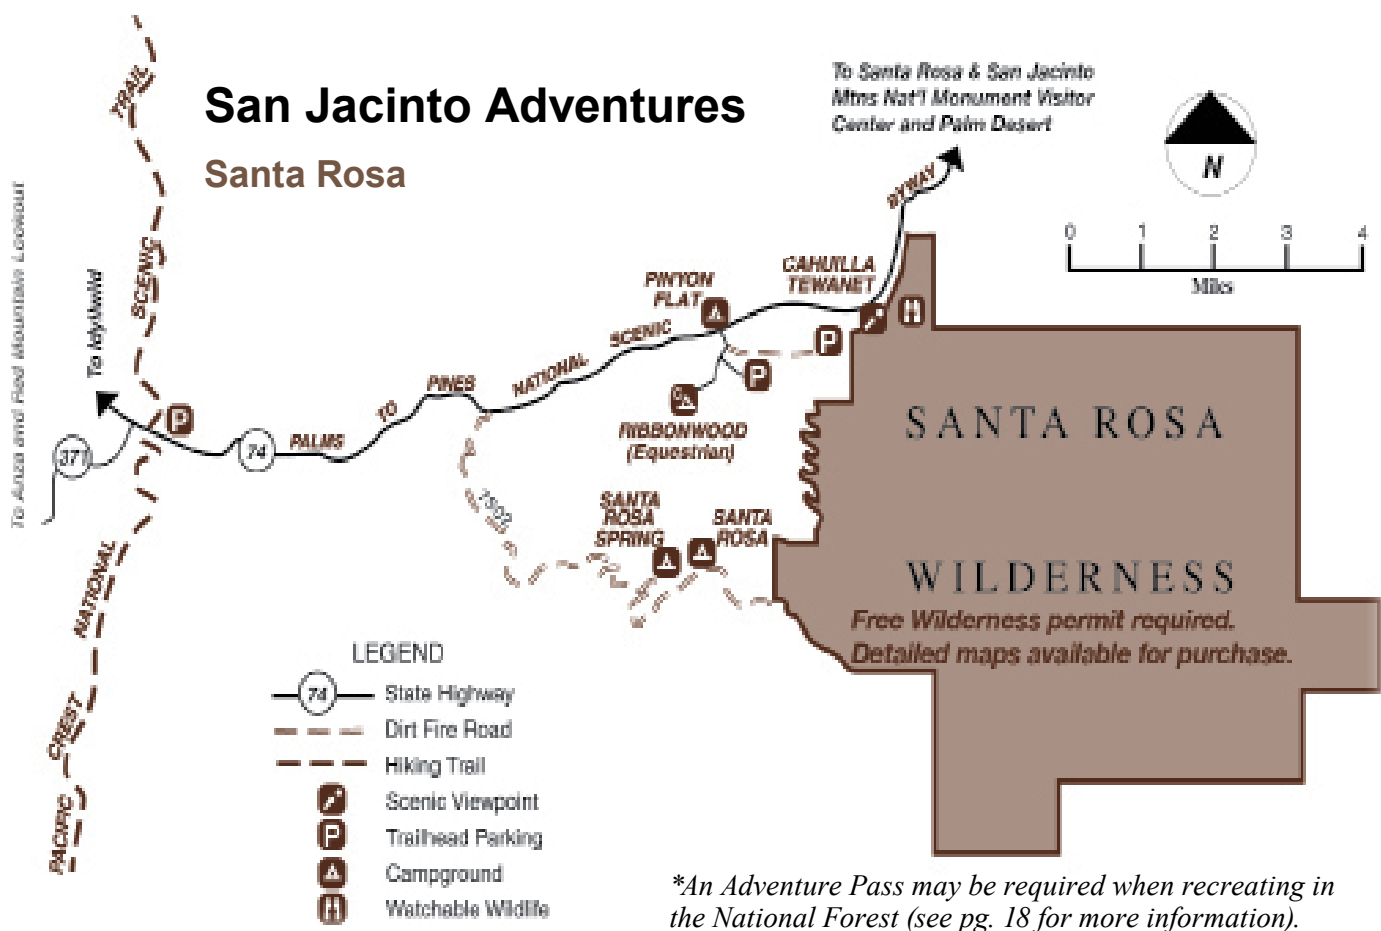 San Jacinto Adventures
Santa Rosa
To Santa Rosa & San Jacinto
Mtns Nat'l Monument Visitor
Center and Palm Desert
N
0 1 2 3 4
Miles
To Anza and Red Mountain Lookout
To Idyllwild
PACIFIC CREST NATIONAL SCENIC TRAIL
371
74
PALMS TO PINES NATIONAL SCENIC BYWAY
PINYON
FLAT
CAHUILLA
TEWANET
P
P
P
RIBBONWOOD
(Equestrian)
7S02
SANTA
ROSA
SPRING
SANTA
ROSA
SANTA ROSA
WILDERNESS
Free Wilderness permit required.
Detailed maps available for purchase.
LEGEND
74 State Highway
Dirt Fire Road
Hiking Trail
Scenic Viewpoint
P Trailhead Parking
Campground
Watchable Wildlife
*An Adventure Pass may be required when recreating in
the National Forest (see pg. 18 for more information).